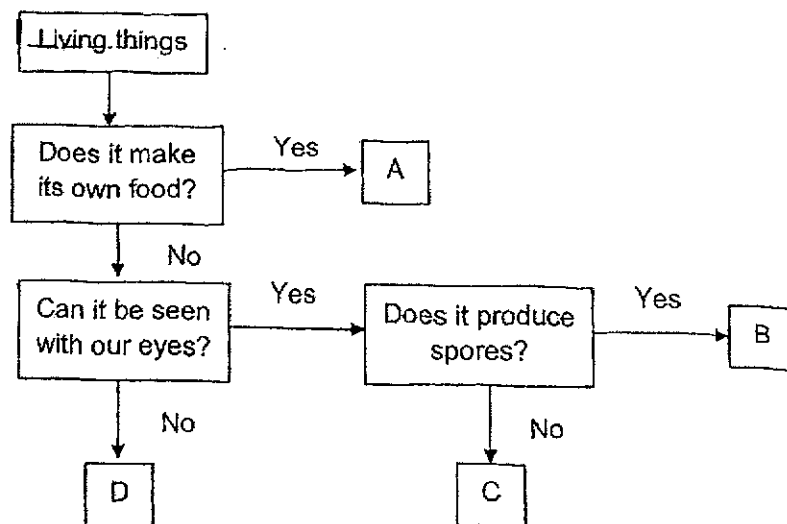 Living things
Does it make
its own food?
Yes
A
No
Can it be seen
with our eyes?
Yes
Does it produce
spores?
Yes
B
No
D
No
C